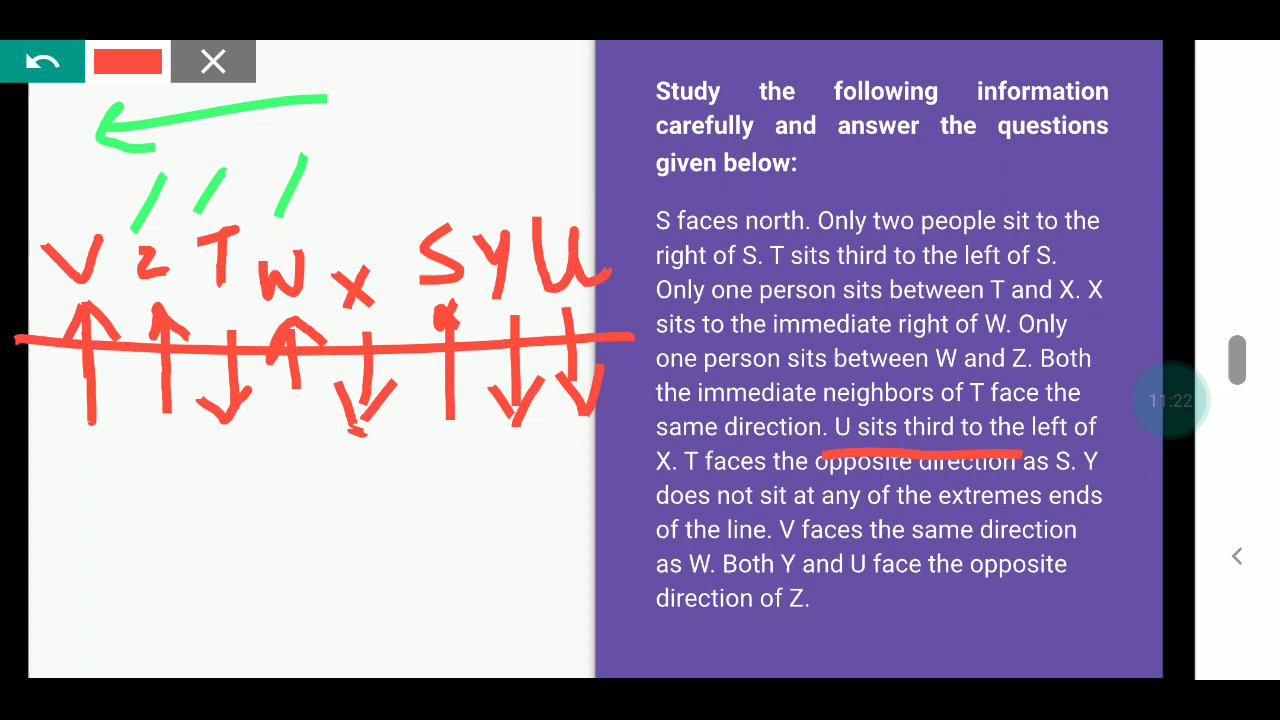 V Z T W X S Y U
Study the following information
carefully and answer the questions
given below:
S faces north. Only two people sit to the
right of S. T sits third to the left of S.
Only one person sits between T and X. X
sits to the immediate right of W. Only
one person sits between W and Z. Both
the immediate neighbors of T face the
same direction. U sits third to the left of
X. T faces the opposite direction as S. Y
does not sit at any of the extremes ends
of the line. V faces the same direction
as W. Both Y and U face the opposite
direction of Z.
11:22